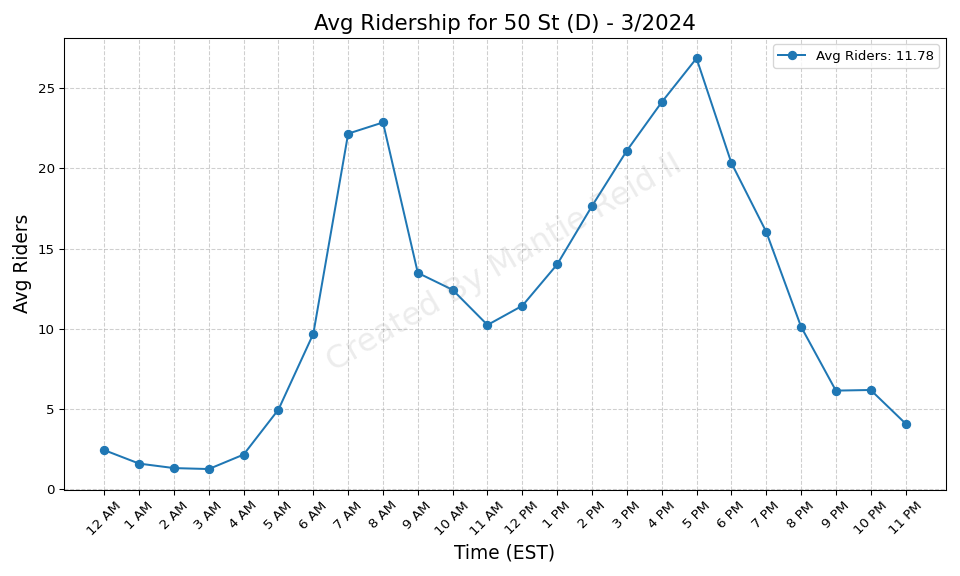 Avg Ridership for 50 St (D) - 3/2024
Avg Riders: 11.78
Avg Riders
25
20
15
10
5
0
Created By Mantie Reid II
12 AM
1 AM
2 AM
3 AM
4 AM
5 AM
6 AM
7 AM
8 AM
9 AM
10 AM
11 AM
12 PM
1 PM
2 PM
3 PM
4 PM
5 PM
6 PM
7 PM
8 PM
9 PM
10 PM
11 PM
Time (EST)